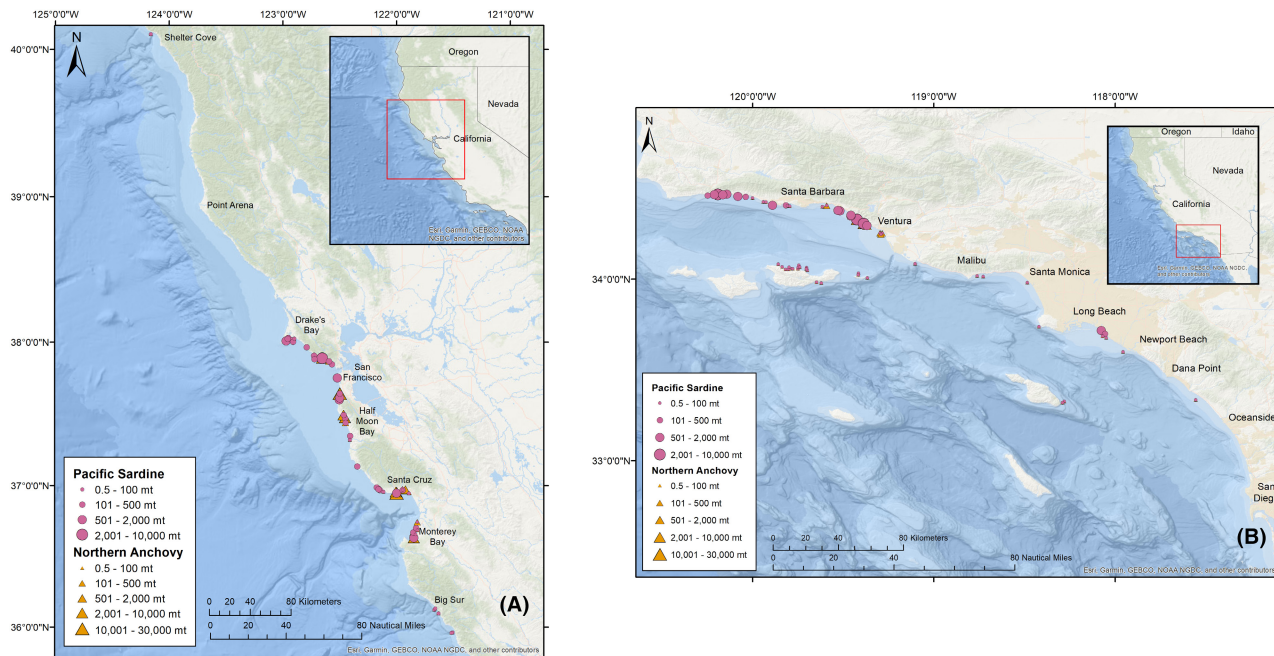 125°0'0"W 124°0'0"W 123°0'0"W 122°0'0"W 121°0'0"W
N
40°0'0"N
39°0'0"N
38°0'0"N
37°0'0"N
36°0'0"N
Shelter Cove
Point Arena
Drake's
Bay
San
Francisco
Half
Moon
Bay
Santa Cruz
Monterey
Bay
Big Sur
Oregon
Nevada
California
Esri, Garmin, GEBCO, NOAA
NGDC, and other contributors
Pacific Sardine
0.5 - 100 mt
101 - 500 mt
501 - 2,000 mt
2,001 - 10,000 mt
Northern Anchovy
0.5 - 100 mt
101 - 500 mt
501 - 2,000 mt
2,001 - 10,000 mt
10,001 - 30,000 mt
0 20 40 80 Kilometers
0 20 40 80 Nautical Miles
(A)
Esri, Garmin, GEBCO, NOAA NGDC, and other contributors
120°0'0"W 119°0'0"W 118°0'0"W
N
34°0'0"N
33°0'0"N
Santa Barbara
Ventura
Malibu
Santa Monica
Long Beach
Newport Beach
Dana Point
Oceanside
San
Dieg
Oregon Idaho
Nevada
California
Esri, Garmin, GEBCO, NOAA NGDC,
and other contributors
Pacific Sardine
0.5 - 100 mt
101 - 500 mt
501 - 2,000 mt
2,001 - 10,000 mt
Northern Anchovy
0.5 - 100 mt
101 - 500 mt
501 - 2,000 mt
2,001 - 10,000 mt
10,001 - 30,000 mt
0 20 40 80 Kilometers
0 20 40 80 Nautical Miles
(B)
Esri, Garmin, GEBCO, NOAA NGDC, and other contributors